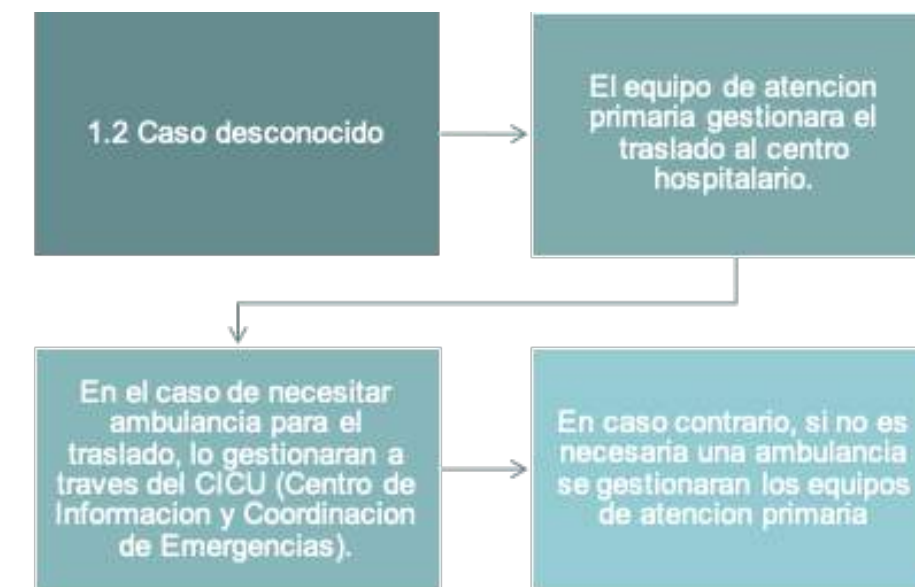 1.2 Caso desconocido
El equipo de atencion
primaria gestionara el
traslado al centro
hospitalario.
En el caso de necesitar
ambulancia para el
traslado, lo gestionaran a
traves del CICU (Centro de
Informacion y Coordinacion
de Emergencias).
En caso contrario, si no es
necesaria una ambulancia
se gestionaran los equipos
de atencion primaria